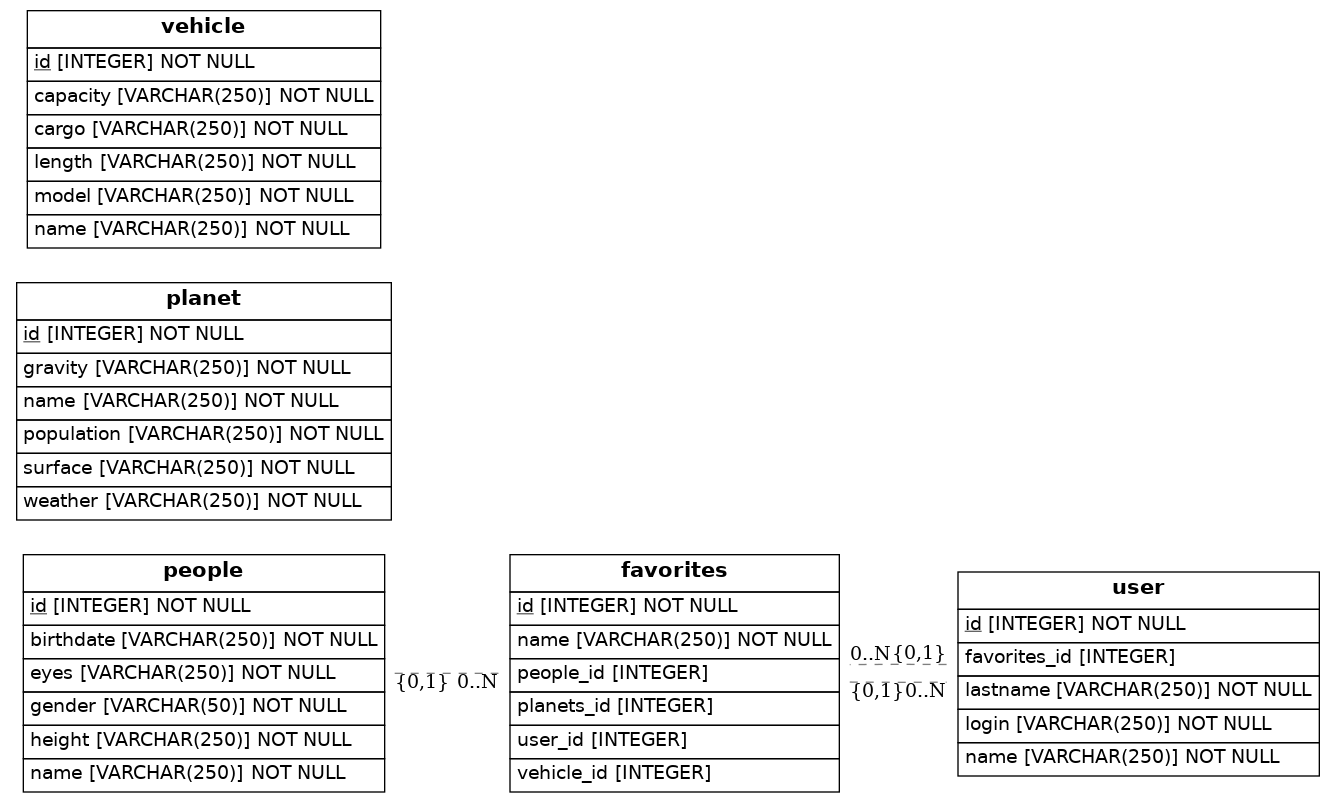 vehicle
id [INTEGER] NOT NULL
capacity [VARCHAR(250)] NOT NULL
cargo [VARCHAR(250)] NOT NULL
length [VARCHAR(250)] NOT NULL
model [VARCHAR(250)] NOT NULL
name [VARCHAR(250)] NOT NULL
planet
id [INTEGER] NOT NULL
gravity [VARCHAR(250)] NOT NULL
name [VARCHAR(250)] NOT NULL
population [VARCHAR(250)] NOT NULL
surface [VARCHAR(250)] NOT NULL
weather [VARCHAR(250)] NOT NULL
people
id [INTEGER] NOT NULL
birthdate [VARCHAR(250)] NOT NULL
eyes [VARCHAR(250)] NOT NULL
gender [VARCHAR(50)] NOT NULL
height [VARCHAR(250)] NOT NULL
name [VARCHAR(250)] NOT NULL
{0,1} 0..N
favorites
id [INTEGER] NOT NULL
name [VARCHAR(250)] NOT NULL
people_id [INTEGER]
planets_id [INTEGER]
user_id [INTEGER]
vehicle_id [INTEGER]
0..N{0,1}
{0,1}0..N
user
id [INTEGER] NOT NULL
favorites_id [INTEGER]
lastname [VARCHAR(250)] NOT NULL
login [VARCHAR(250)] NOT NULL
name [VARCHAR(250)] NOT NULL